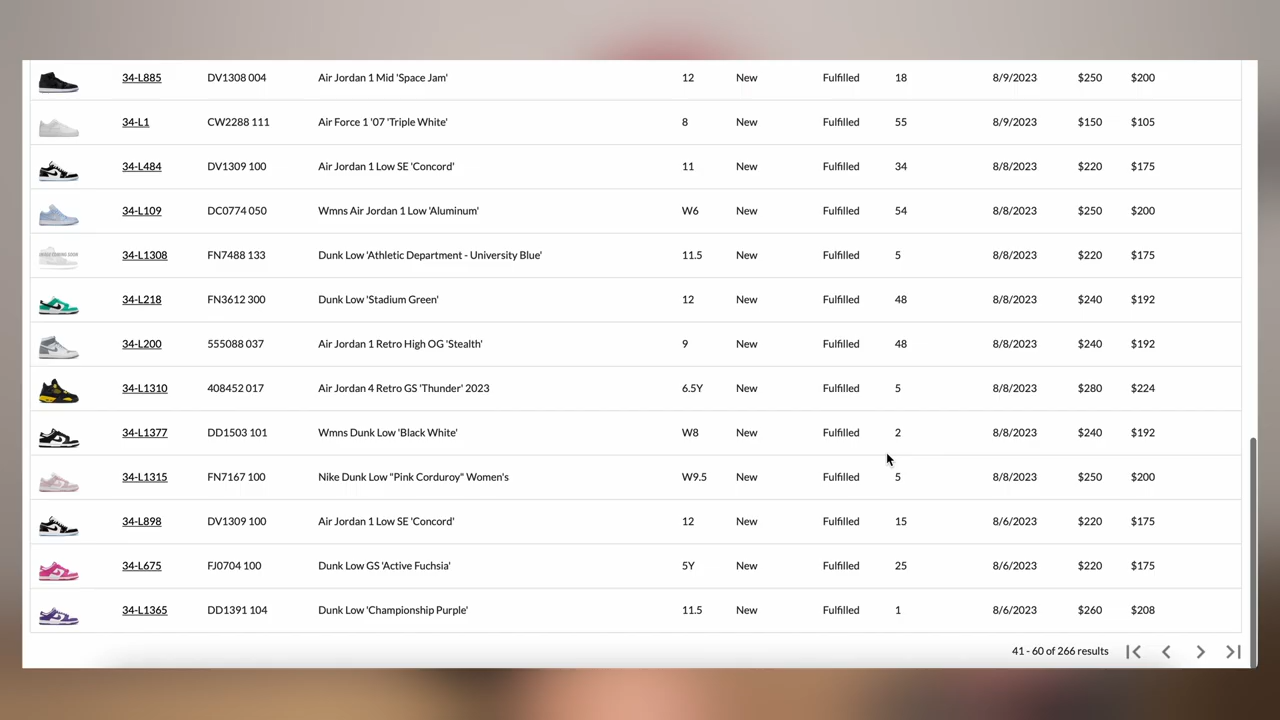 34-L885 DV1308 004 Air Jordan 1 Mid 'Space Jam' 12 New Fulfilled 18 8/9/2023 $250 $200
34-L1 CW2288 111 Air Force 1 '07 'Triple White' 8 New Fulfilled 55 8/9/2023 $150 $105
34-L484 DV1309 100 Air Jordan 1 Low SE 'Concord' 11 New Fulfilled 34 8/8/2023 $220 $175
34-L109 DC0774 050 Wmns Air Jordan 1 Low 'Aluminum' W6 New Fulfilled 54 8/8/2023 $250 $200
34-L1308 FN7488 133 Dunk Low 'Athletic Department - University Blue' 11.5 New Fulfilled 5 8/8/2023 $220 $175
34-L218 FN3612 300 Dunk Low 'Stadium Green' 12 New Fulfilled 48 8/8/2023 $240 $192
34-L200 555088 037 Air Jordan 1 Retro High OG 'Stealth' 9 New Fulfilled 48 8/8/2023 $240 $192
34-L1310 408452 017 Air Jordan 4 Retro GS 'Thunder' 2023 6.5Y New Fulfilled 5 8/8/2023 $280 $224
34-L1377 DD1503 101 Wmns Dunk Low 'Black White' W8 New Fulfilled 2 8/8/2023 $240 $192
34-L1315 FN7167 100 Nike Dunk Low "Pink Corduroy" Women's W9.5 New Fulfilled 5 8/8/2023 $250 $200
34-L898 DV1309 100 Air Jordan 1 Low SE 'Concord' 12 New Fulfilled 15 8/6/2023 $220 $175
34-L675 FJ0704 100 Dunk Low GS 'Active Fuchsia' 5Y New Fulfilled 25 8/6/2023 $220 $175
34-L1365 DD1391 104 Dunk Low 'Championship Purple' 11.5 New Fulfilled 1 8/6/2023 $260 $208
41 - 60 of 266 results